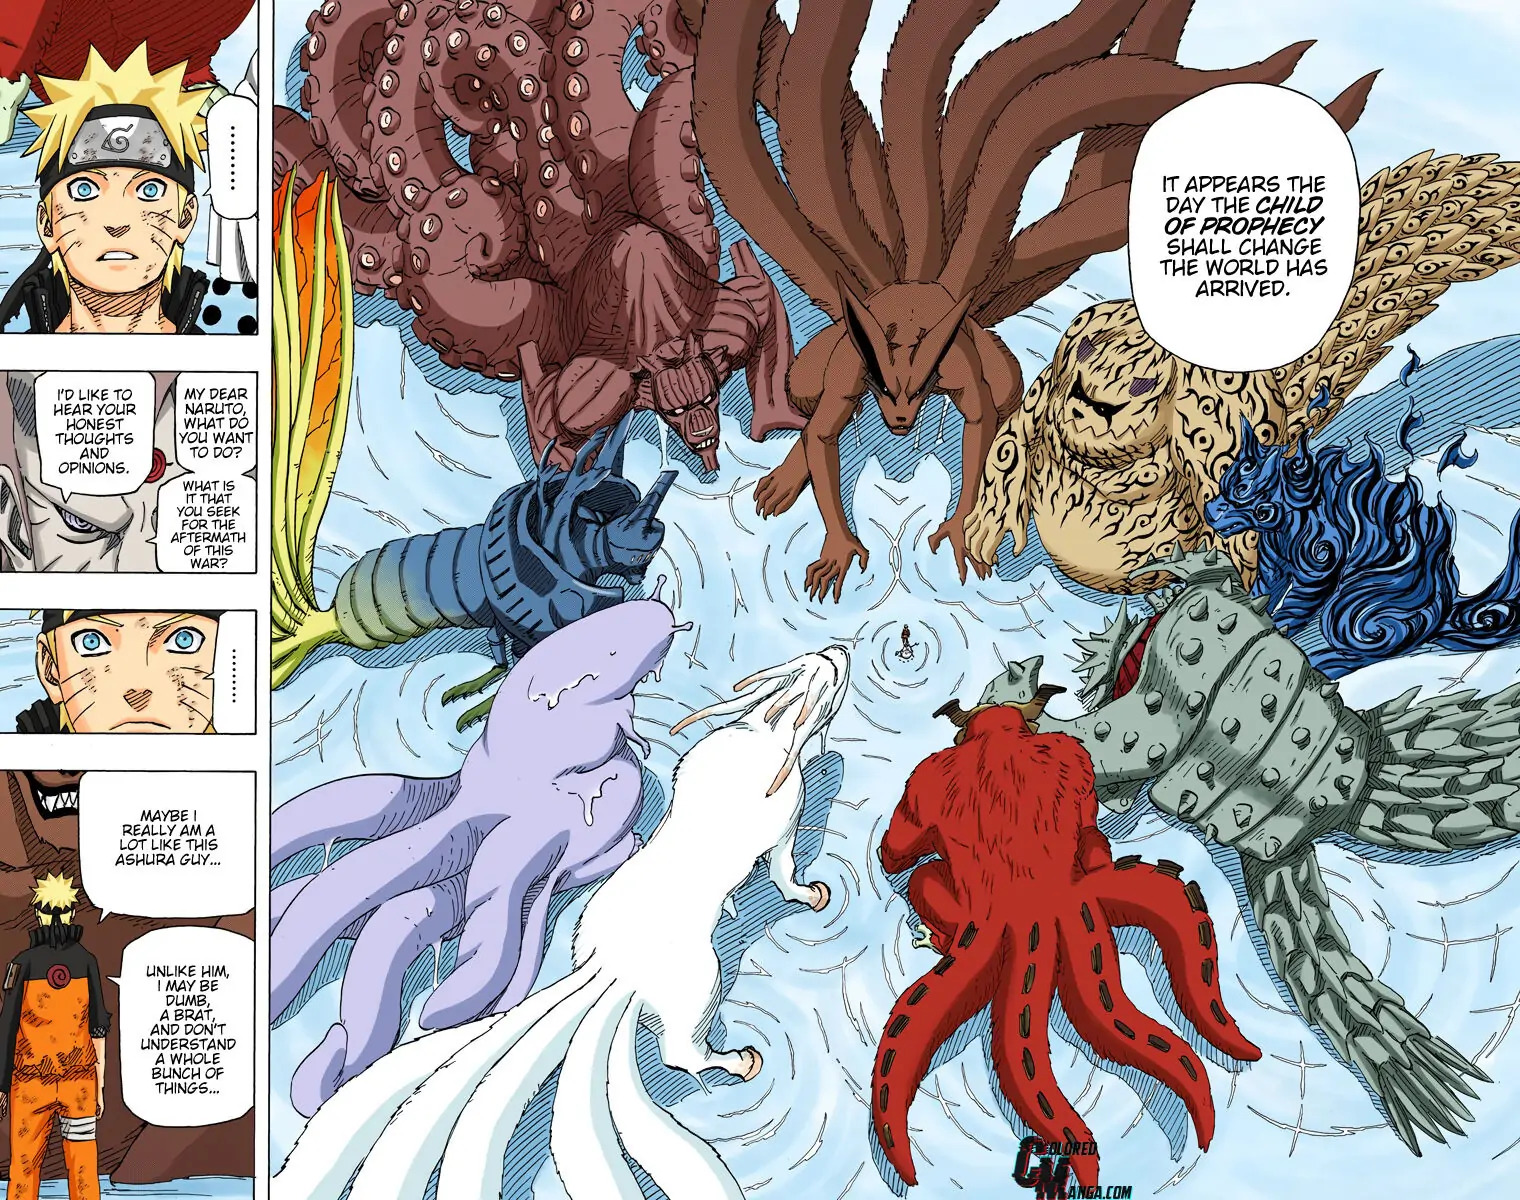 IT APPEARS THE
DAY THE CHILD
OF PROPHECY
SHALL CHANGE
THE WORLD HAS
ARRIVED.
.........
MY DEAR
NARUTO,
WHAT DO
YOU WANT
TO DO?
I'D LIKE TO
HEAR YOUR
HONEST
THOUGHTS
AND
OPINIONS.
WHAT IS
IT THAT
YOU SEEK
FOR THE
AFTERMATH
OF THIS
WAR?
.........
MAYBE I
REALLY AM A
LOT LIKE THIS
ASHURA GUY...
UNLIKE HIM,
I MAY BE
DUMB,
A BRAT,
AND DON'T
UNDERSTAND
A WHOLE
BUNCH OF
THINGS...
COLORED
MANGA.COM